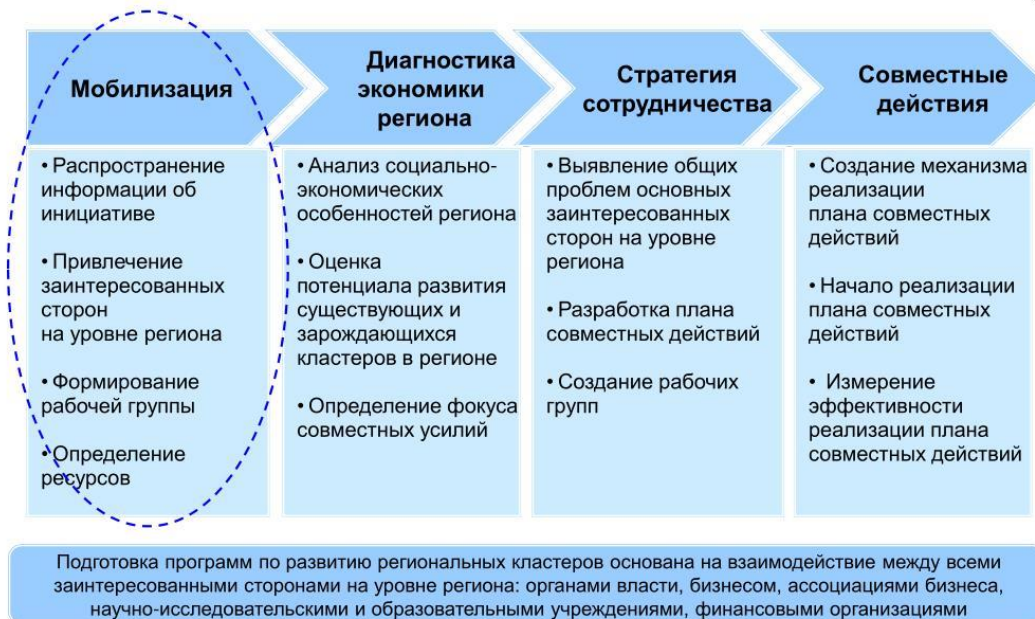 Мобилизация
• Распространение
информации об
инициативе
• Привлечение
заинтересованных
сторон
на уровне региона
• Формирование
рабочей группы
• Определение
ресурсов
Диагностика
экономики
региона
• Анализ социально-
экономических
особенностей региона
• Оценка
потенциала развития
существующих и
зарождающихся
кластеров в регионе
• Определение фокуса
совместных усилий
Стратегия
сотрудничества
• Выявление общих
проблем основных
заинтересованных
сторон на уровне
региона
• Разработка плана
совместных действий
• Создание рабочих
групп
Совместные
действия
• Создание механизма
реализации
плана совместных
действий
• Начало реализации
плана совместных
действий
• Измерение
эффективности
реализации плана
совместных действий
Подготовка программ по развитию региональных кластеров основана на взаимодействие между всеми
заинтересованными сторонами на уровне региона: органами власти, бизнесом, ассоциациями бизнеса,
научно-исследовательскими и образовательными учреждениями, финансовыми организациями